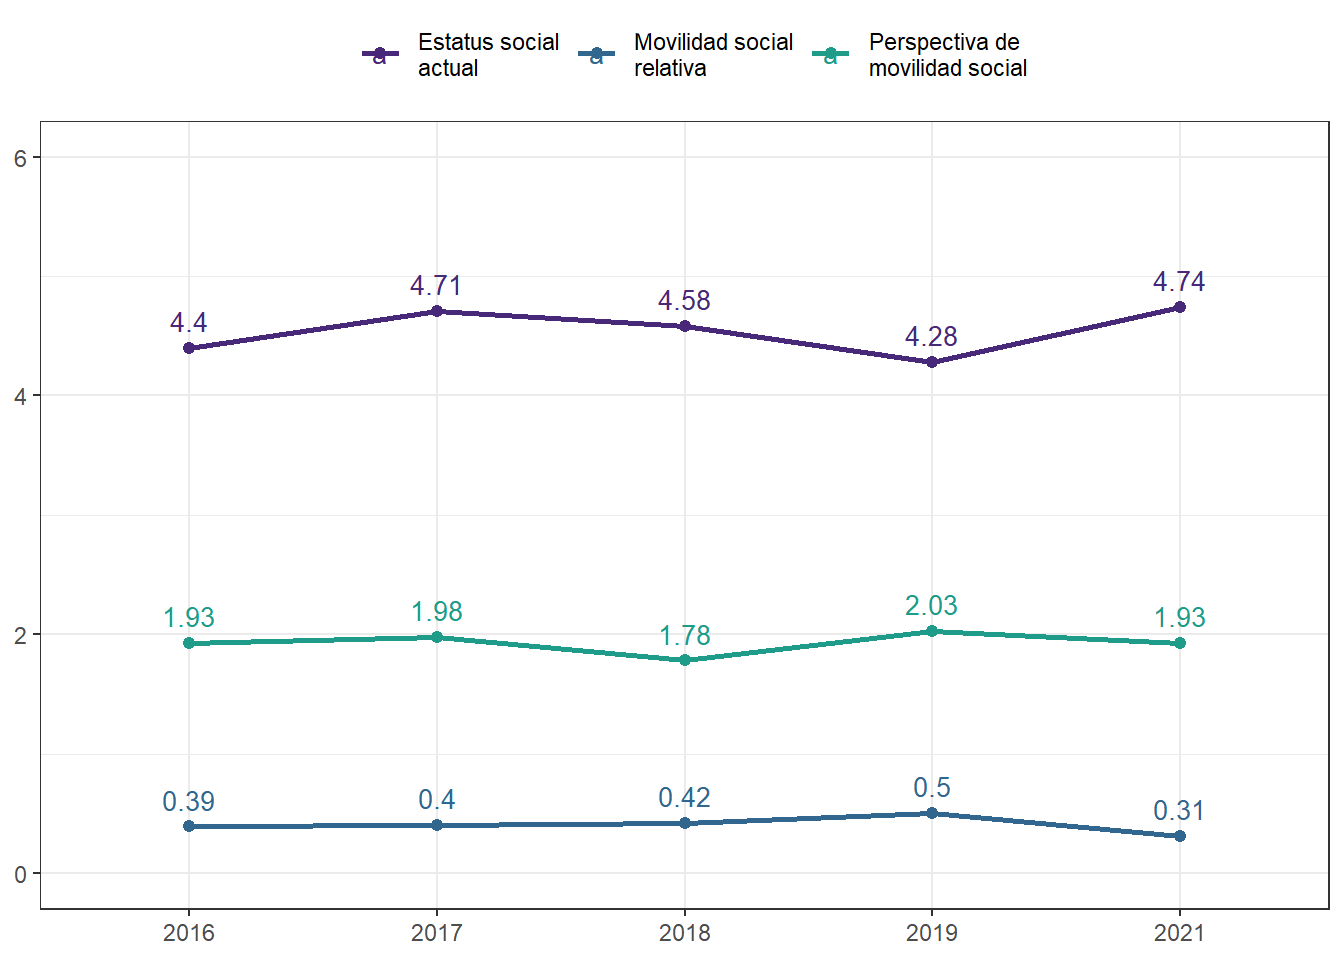 Estatus social actual
Movilidad social relativa
Perspectiva de movilidad social
a a a
6
4.71 4.74
4.4 4.58 4.28
4
1.93 1.98 1.78 2.03 1.93
2
0.39 0.4 0.42 0.5 0.31
0
2016 2017 2018 2019 2021